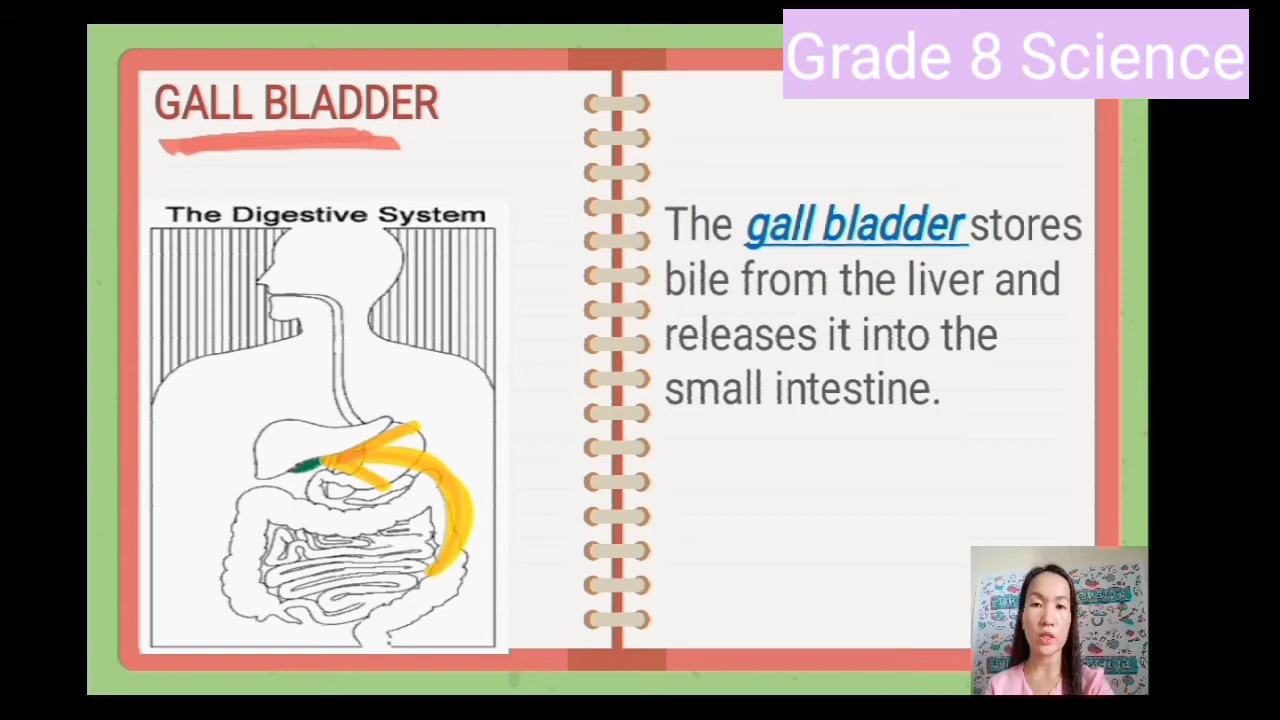 Grade 8 Science
GALL BLADDER
The Digestive System
The gall bladder stores
bile from the liver and
releases it into the
small intestine.